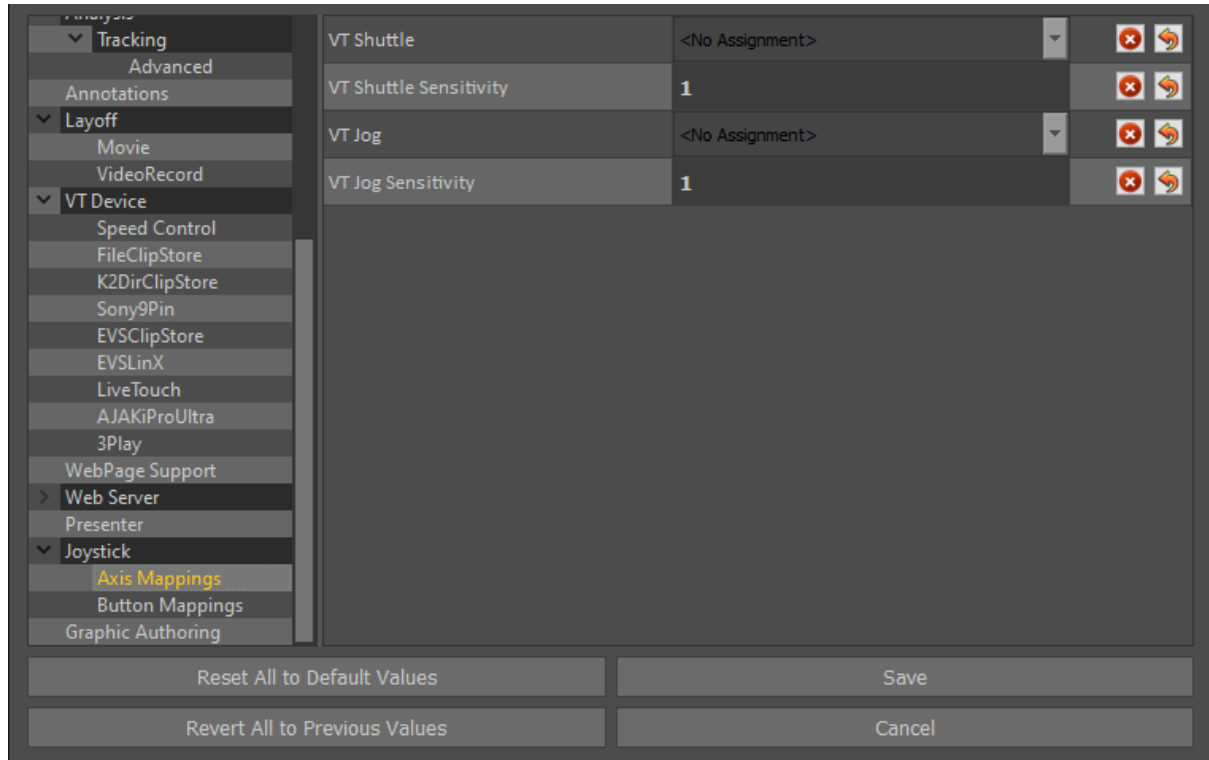 Analysis
Tracking
Advanced
Annotations
Layoff
Movie
VideoRecord
VT Device
Speed Control
FileClipStore
K2DirClipStore
Sony9Pin
EVSClipStore
EVSLinX
LiveTouch
AJAKiProUltra
3Play
WebPage Support
Web Server
Presenter
Joystick
Axis Mappings
Button Mappings
Graphic Authoring
VT Shuttle <No Assignment>
VT Shuttle Sensitivity 1
VT Jog <No Assignment>
VT Jog Sensitivity 1
Reset All to Default Values Save
Revert All to Previous Values Cancel